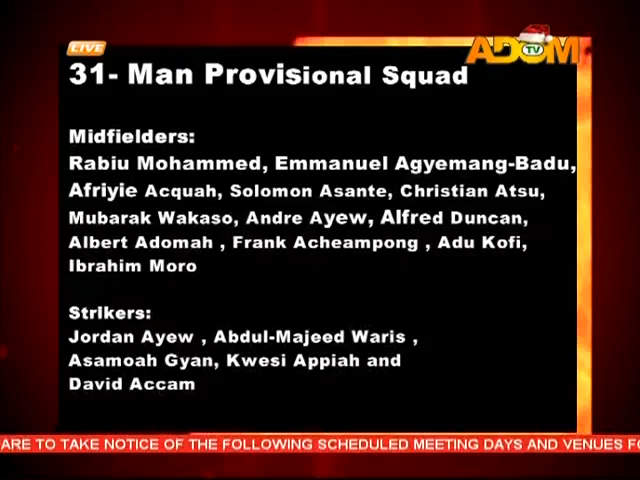 LIVE
ADOM
TV
31- Man Provisional Squad
Midfielders:
Rabiu Mohammed, Emmanuel Agyemang-Badu,
Afriyie Acquah, Solomon Asante, Christian Atsu,
Mubarak Wakaso, Andre Ayew, Alfred Duncan,
Albert Adomah , Frank Acheampong , Adu Kofi,
Ibrahim Moro
Strikers:
Jordan Ayew , Abdul-Majeed Waris ,
Asamoah Gyan, Kwesi Appiah and
David Accam
ARE TO TAKE NOTICE OF THE FOLLOWING SCHEDULED MEETING DAYS AND VENUES FO